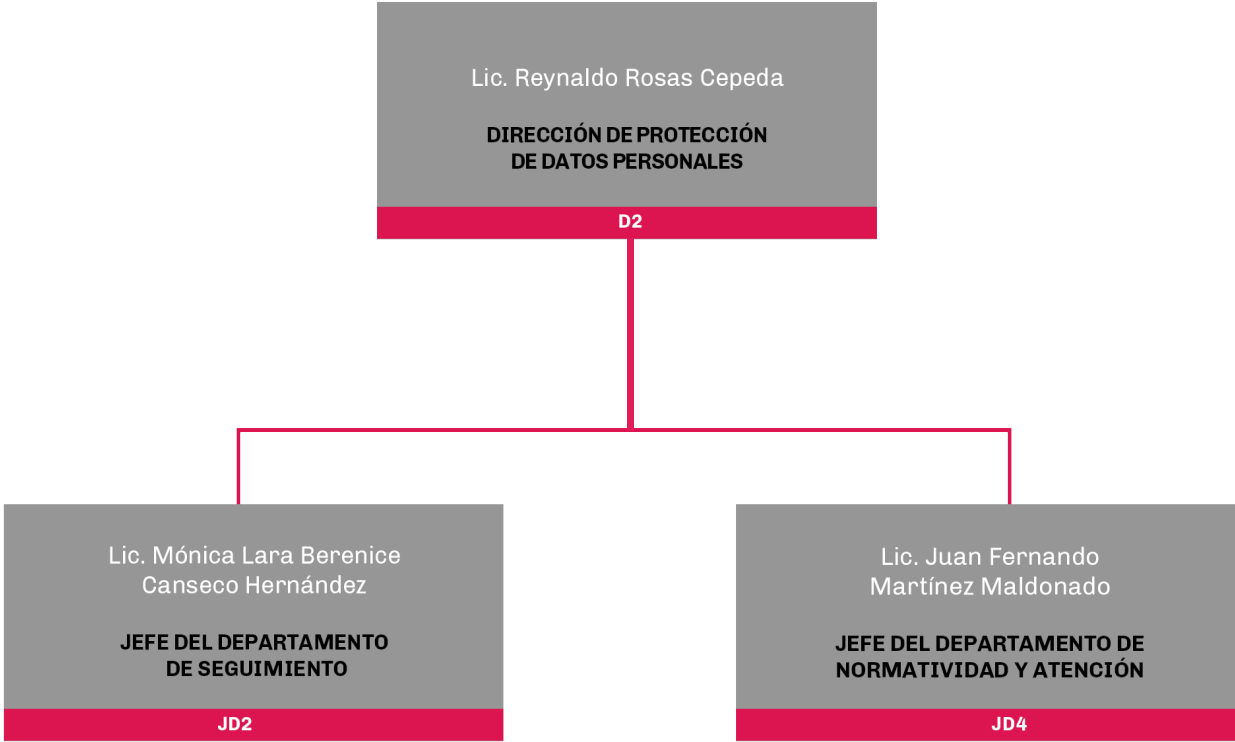 Lic. Reynaldo Rosas Cepeda
DIRECCIÓN DE PROTECCIÓN
DE DATOS PERSONALES
D2
Lic. Mónica Lara Berenice
Canseco Hernández
JEFE DEL DEPARTAMENTO
DE SEGUIMIENTO
JD2
Lic. Juan Fernando
Martínez Maldonado
JEFE DEL DEPARTAMENTO DE
NORMATIVIDAD Y ATENCIÓN
JD4